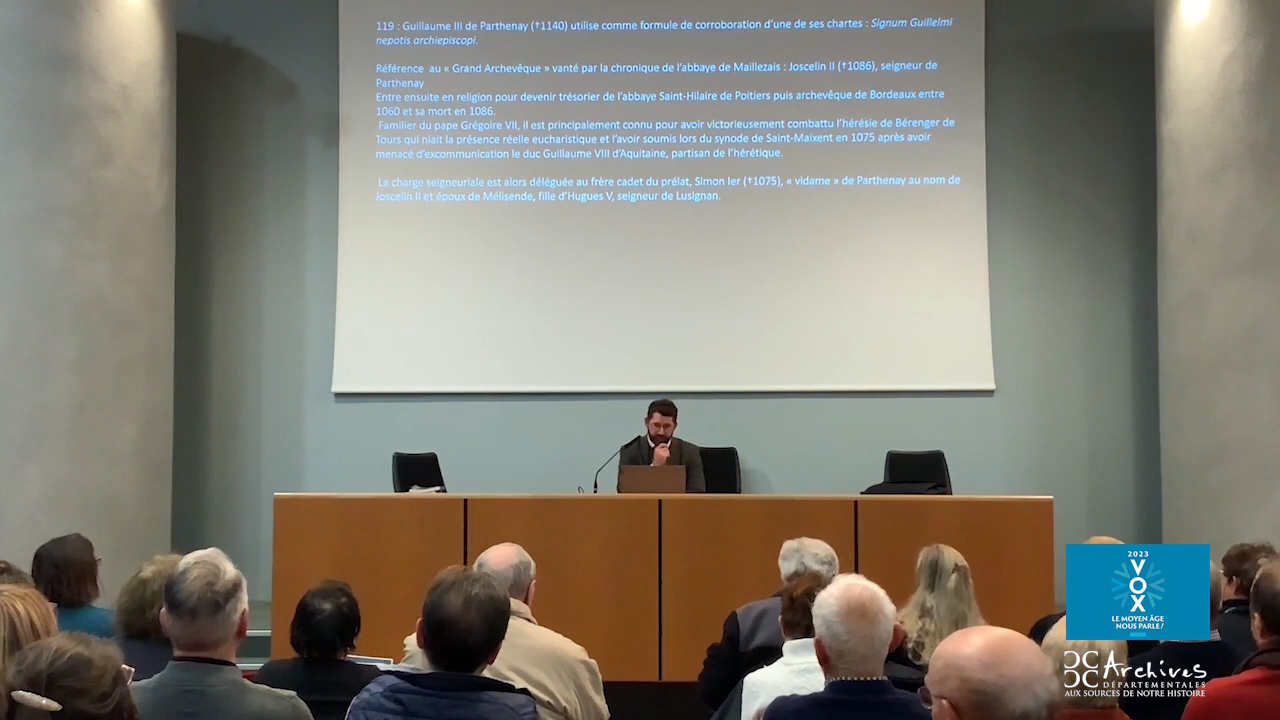 119 : Guillaume III de Parthenay (†1140) utilise comme formule de corroboration d'une de ses chartes : Signum Guillelmi
nepotis archiepiscopi.
Référence au « Grand Archevêque » vanté par la chronique de l'abbaye de Maillezais : Joscelin II (†1086), seigneur de
Parthenay
Entre ensuite en religion pour devenir trésorier de l'abbaye Saint-Hilaire de Poitiers puis archevêque de Bordeaux entre
1060 et sa mort en 1086.
Familier du pape Grégoire VII, il est principalement connu pour avoir victorieusement combattu l'hérésie de Bérenger de
Tours qui niait la présence réelle eucharistique et l'avoir soumis lors du synode de Saint-Maixent en 1075 après avoir
menacé d'excommunication le duc Guillaume VIII d'Aquitaine, partisan de l'hérétique.
La charge seigneuriale est alors déléguée au frère cadet du prélat, Simon Ier (†1075), « vidame » de Parthenay au nom de
Joscelin II et époux de Mélisende, fille d'Hugues V, seigneur de Lusignan.
2023
VOX
LE MOYEN ÂGE
NOUS PARLE !
Archives
DÉPARTEMENTALES
AUX SOURCES DE NOTRE HISTOIRE